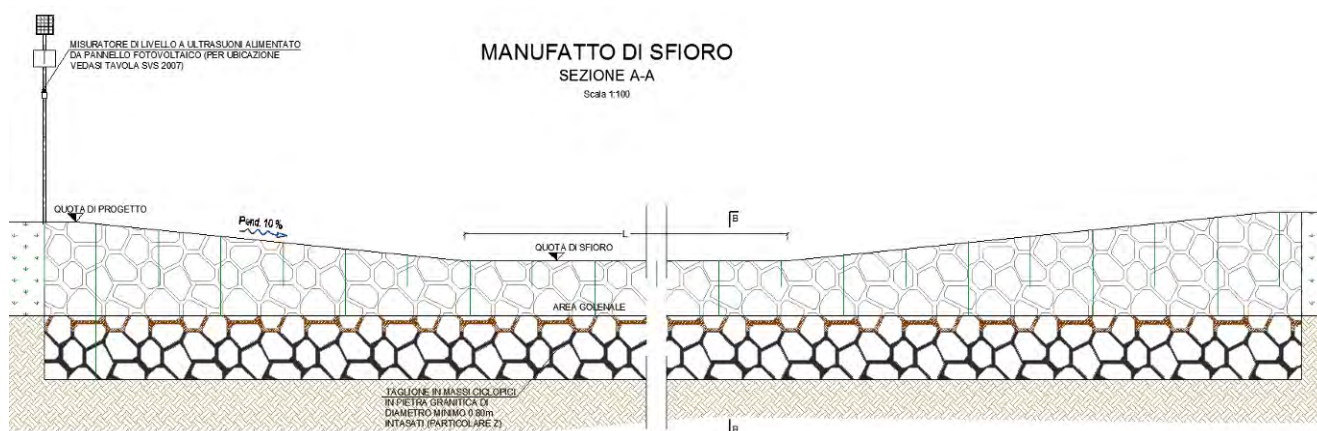 MANUFATTO DI SFIORO
SEZIONE A-A
Scala 1:100
MISURATORE DI LIVELLO A ULTRASUONI ALIMENTATO
DA PANNELLO FOTOVOLTAICO (PER UBICAZIONE
VEDASI TAVOLA SVS 2007)
QUOTA DI PROGETTO
Pend. 10 %
B
L
QUOTA DI SFIORO
AREA GOLENALE
TAGLIONE IN MASSI CICLOPICI
IN PIETRA GRANITICA DI
DIAMETRO MINIMO 0.80m
INTASATI (PARTICOLARE Z)
B